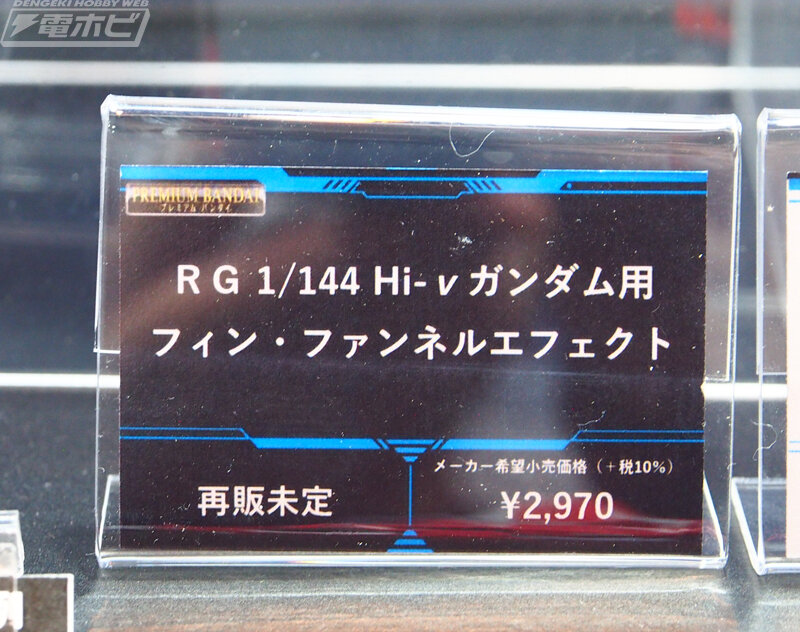 DENGEKI HOBBY WEB
電ホビ
PREMIUM BANDAI
プレミアム バンダイ
RG 1/144 Hi-νガンダム用
フィン・ファンネルエフェクト
メーカー希望小売価格（＋税10%）
再販未定
¥2,970